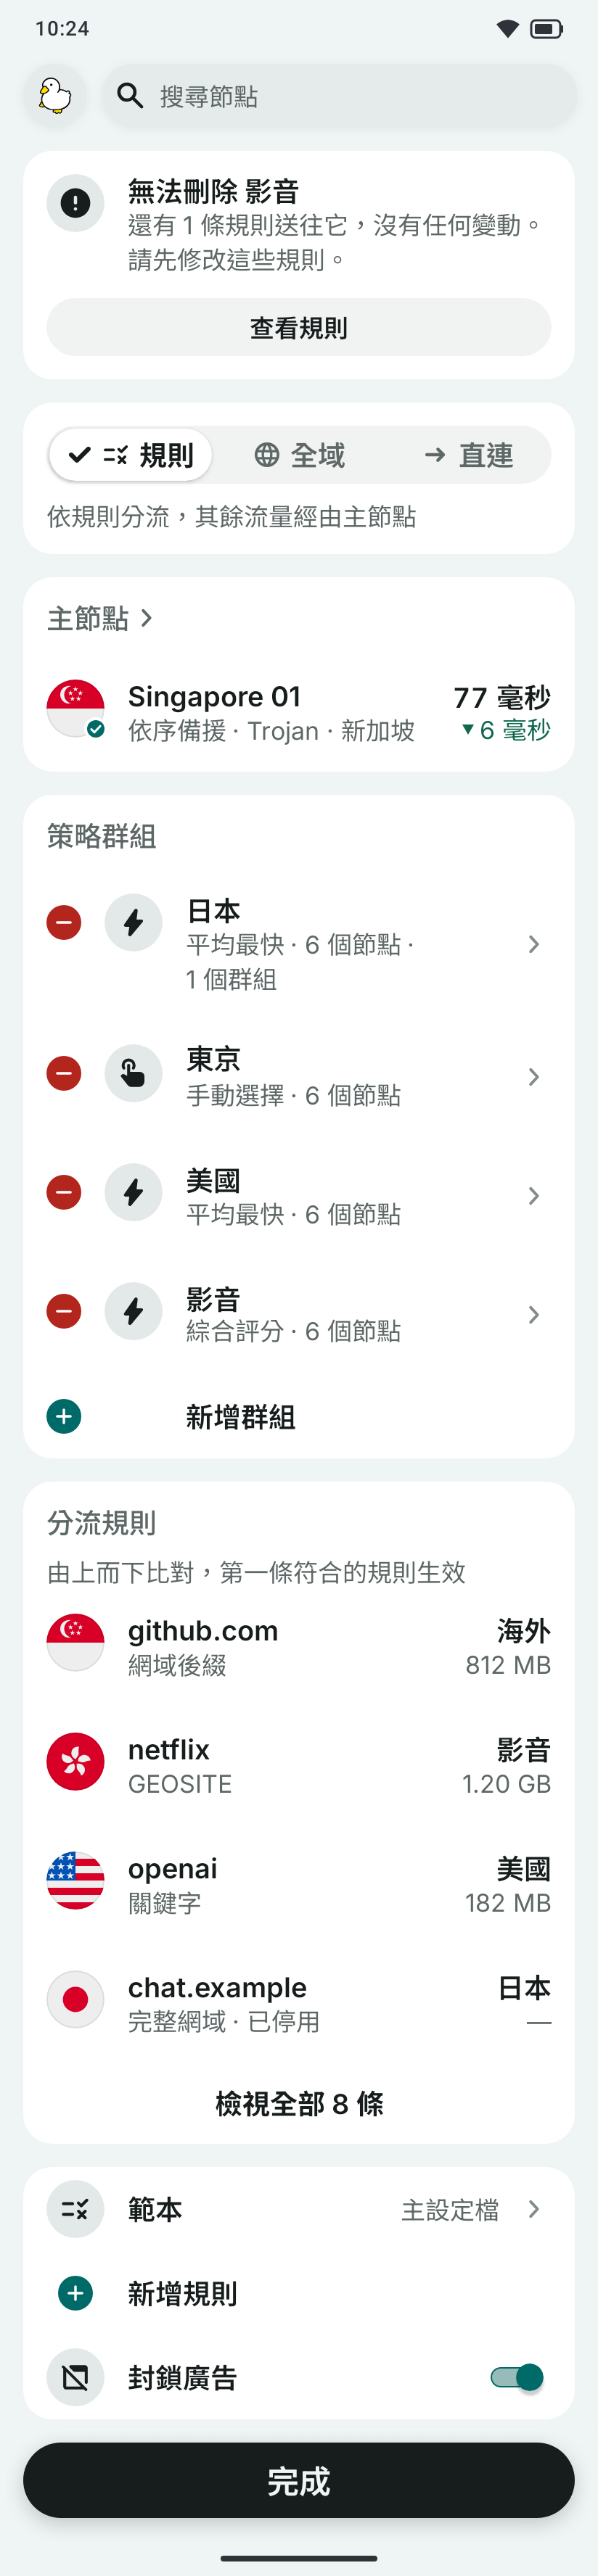 10:24
搜尋節點
無法刪除 影音
還有 1 條規則送往它，沒有任何變動。
請先修改這些規則。
查看規則
規則
全域
直連
依規則分流，其餘流量經由主節點
主節點
Singapore 01
77 毫秒
依序備援 · Trojan · 新加坡
▼6 毫秒
策略群組
日本
平均最快 · 6 個節點 ·
1 個群組
東京
手動選擇 · 6 個節點
美國
平均最快 · 6 個節點
影音
綜合評分 · 6 個節點
新增群組
分流規則
由上而下比對，第一條符合的規則生效
github.com
海外
網域後綴
812 MB
netflix
影音
GEOSITE
1.20 GB
openai
美國
關鍵字
182 MB
chat.example
日本
完整網域 · 已停用
—
檢視全部 8 條
範本
主設定檔
新增規則
封鎖廣告
完成